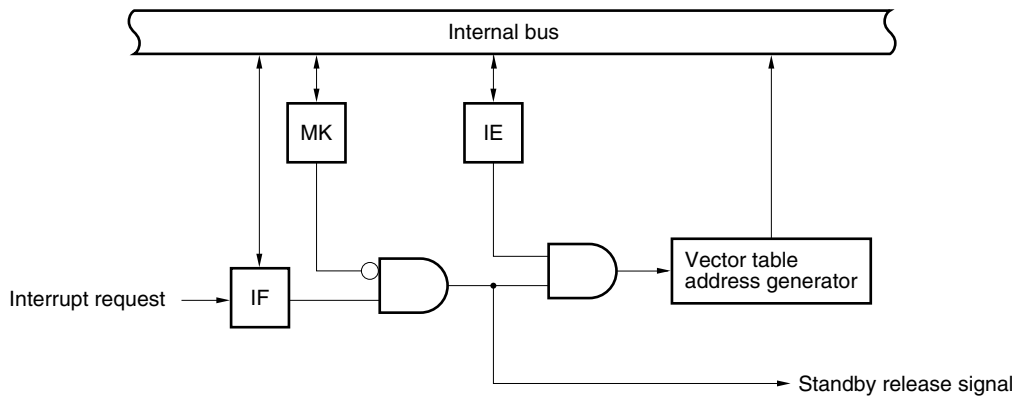 Internal bus
MK
IE
Interrupt request
IF
Vector table
address generator
Standby release signal